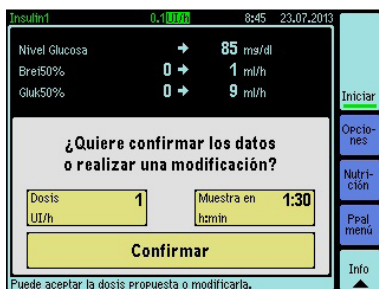 Insulin1 0.1 UI/h 8:45 23.07.2013
Nivel Glucosa → 85 mg/dl
Brei50% 0 → 1 ml/h
Gluk50% 0 → 9 ml/h
Iniciar
¿Quiere confirmar los datos
o realizar una modificación?
Opcio-
nes
Nutri-
ción
Dosis 1
UI/h
Muestra en 1:30
h:min
Ppal
menú
Confirmar
Info
Puede aceptar la dosis propuesta o modificarla.